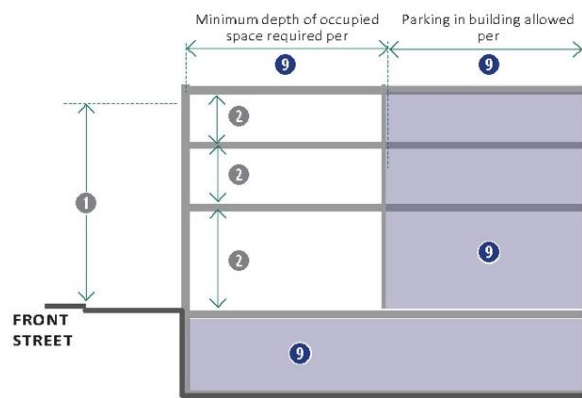 Minimum depth of occupied
space required per
9
Parking in building allowed
per
9
2
2
1
2
9
FRONT
STREET
9